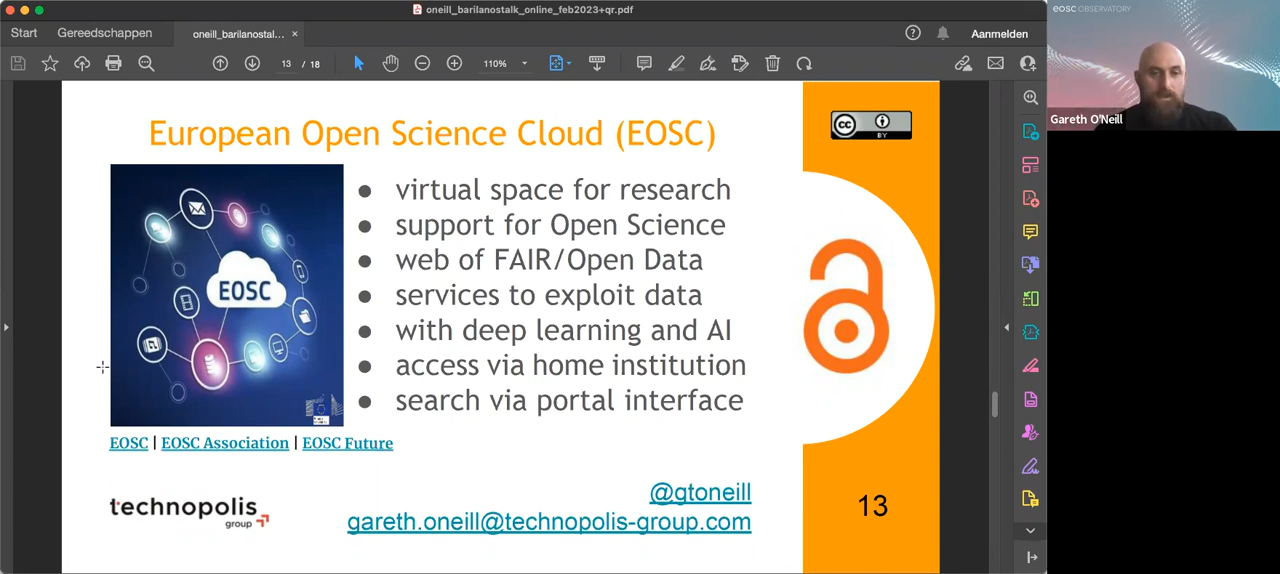 oneill_barilanostalk_online_feb2023+qr.pdf
Start
Gereedschappen
oneill_barilanostal...
Aanmelden
13 / 18
110%
European Open Science Cloud (EOSC)
CC BY
EOSC
virtual space for research
support for Open Science
web of FAIR/Open Data
services to exploit data
with deep learning and AI
access via home institution
search via portal interface
EOSC | EOSC Association | EOSC Future
technopolis
group
@gtoneill
gareth.oneill@technopolis-group.com
13
EOSC OBSERVATORY
Gareth O'Neill